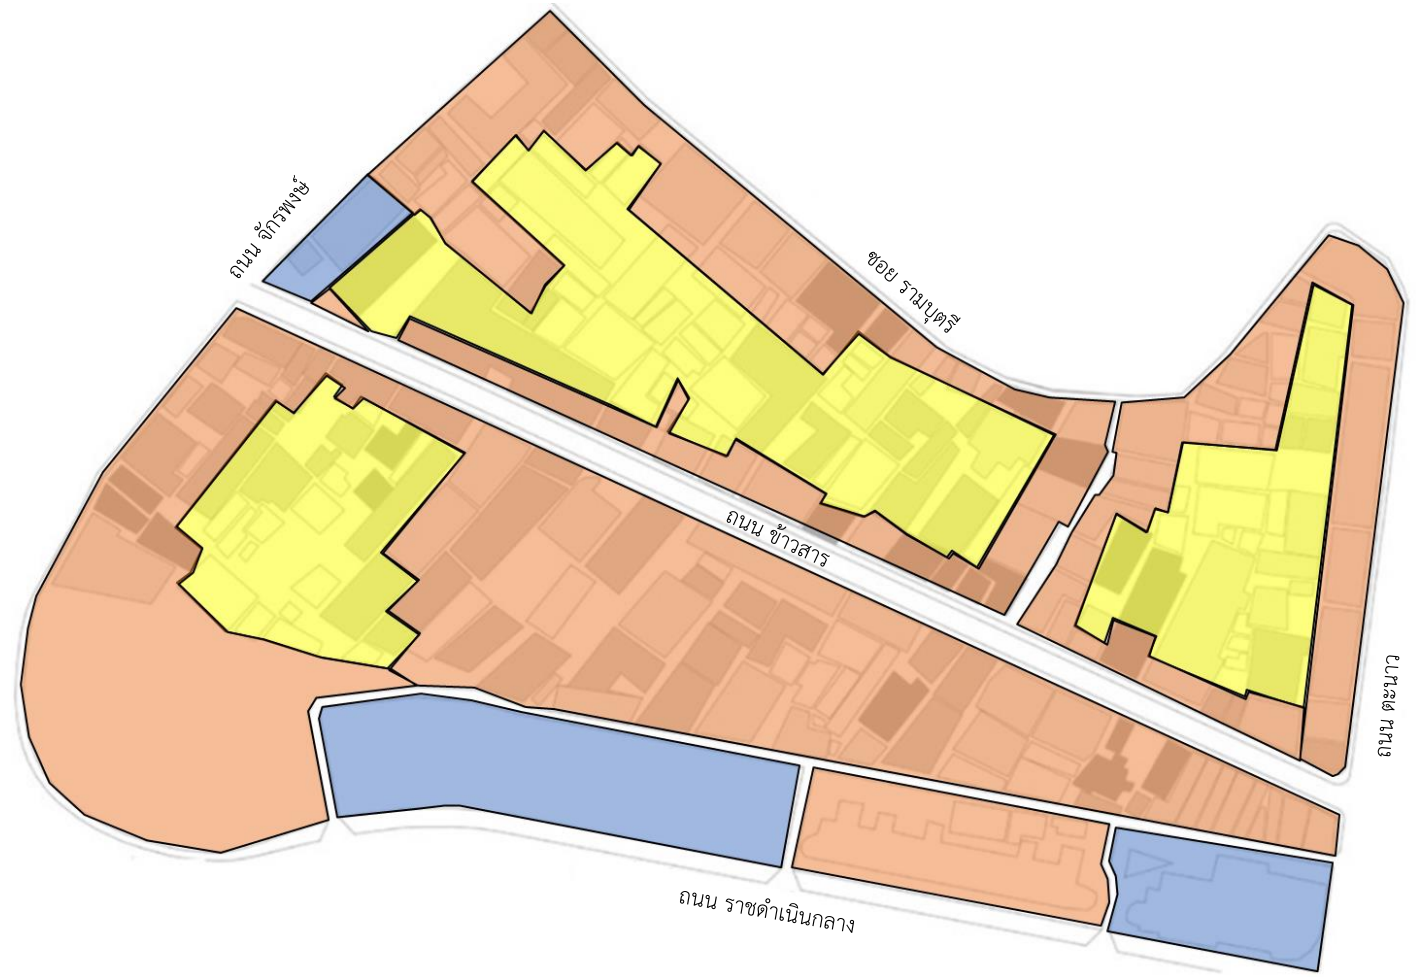 ถนน จักรพงษ์
ซอย รามบุตรี
ถนน ข้าวสาร
ถนน ตะนาว
ถนน ราชดำเนินกลาง